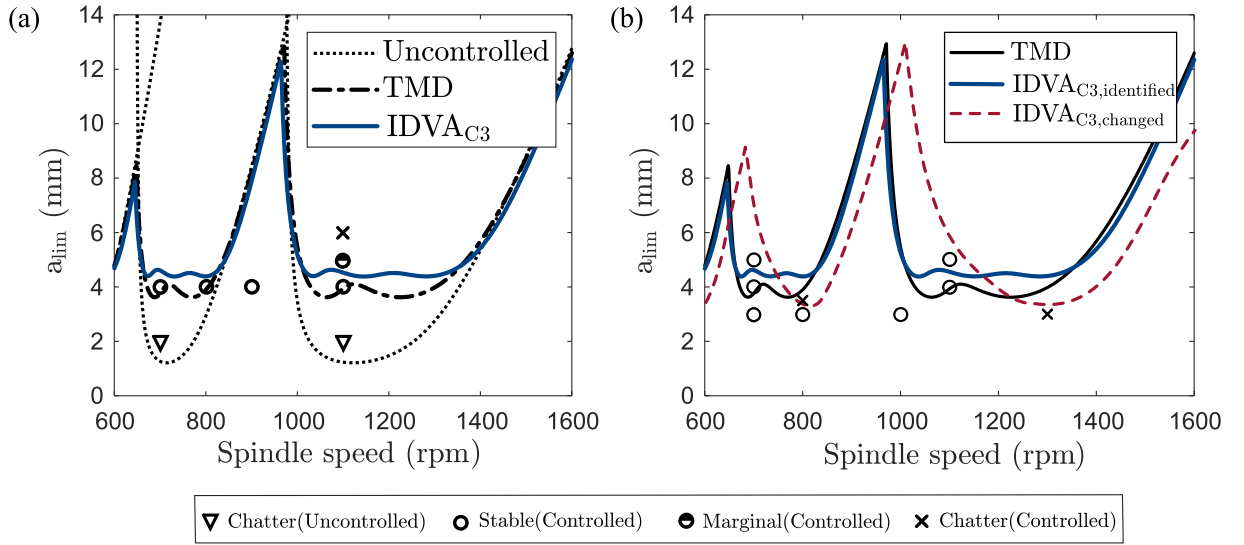 (a)
14
12
10
8
6
4
2
0
a_lim (mm)
600 800 1000 1200 1400 1600
Spindle speed (rpm)
Uncontrolled
TMD
IDVA_C3
(b)
14
12
10
8
6
4
2
0
a_lim (mm)
600 800 1000 1200 1400 1600
Spindle speed (rpm)
TMD
IDVA_C3,identified
IDVA_C3,changed
Chatter(Uncontrolled) Stable(Controlled) Marginal(Controlled) Chatter(Controlled)